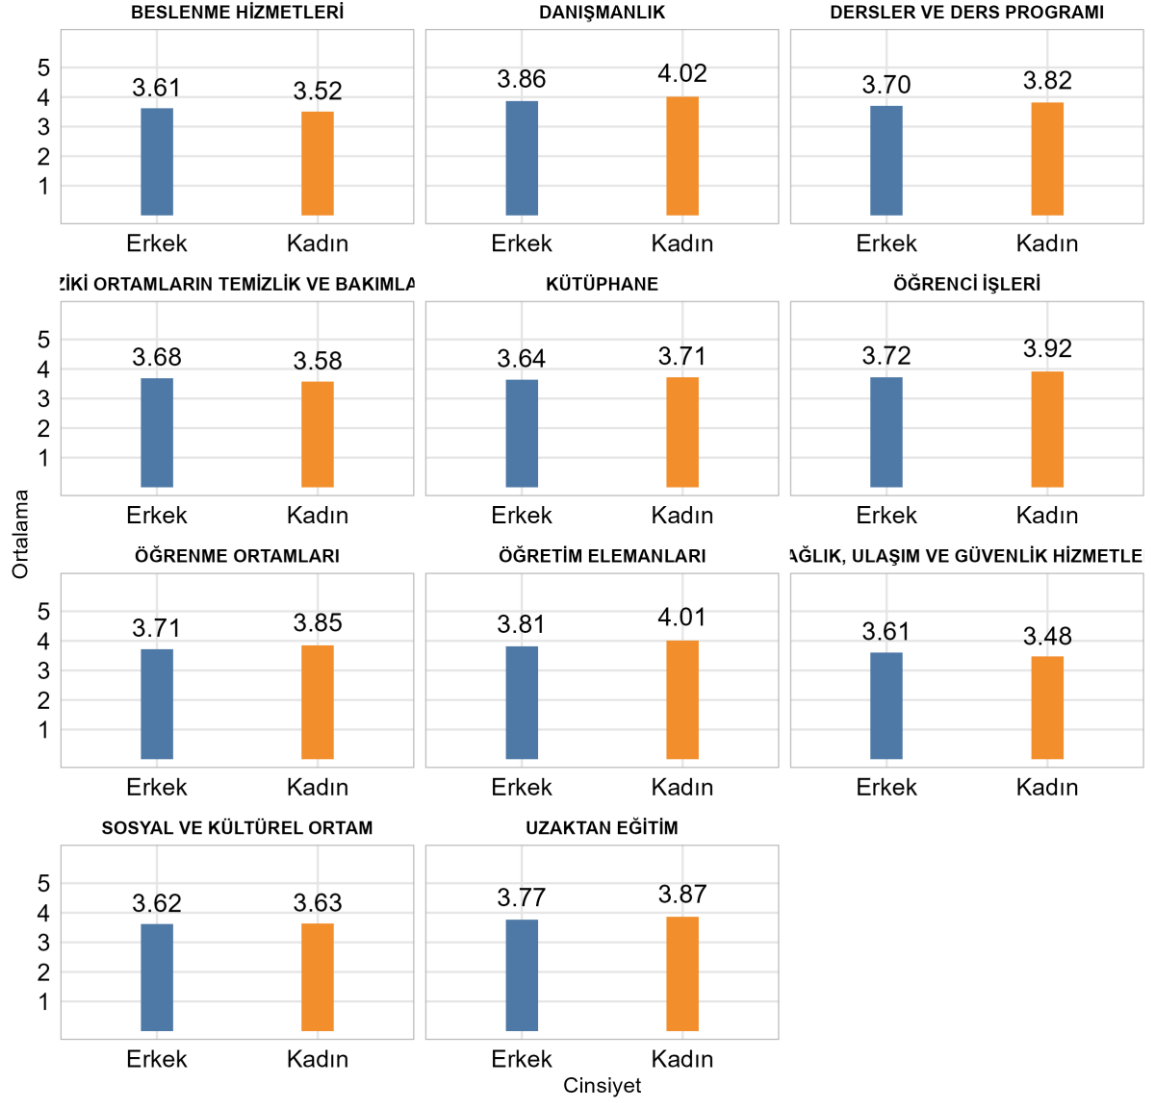 BESLENME HİZMETLERİ
5
4
3
2
1
3.61
3.52
Erkek
Kadın
DANIŞMANLIK
3.86
4.02
Erkek
Kadın
DERSLER VE DERS PROGRAMI
3.70
3.82
Erkek
Kadın
ZİKİ ORTAMLARIN TEMİZLİK VE BAKIMLA
5
4
3
2
1
3.68
3.58
Erkek
Kadın
KÜTÜPHANE
3.64
3.71
Erkek
Kadın
ÖĞRENCİ İŞLERİ
3.72
3.92
Erkek
Kadın
Ortalama
ÖĞRENME ORTAMLARI
5
4
3
2
1
3.71
3.85
Erkek
Kadın
ÖĞRETİM ELEMANLARI
3.81
4.01
Erkek
Kadın
AĞLIK, ULAŞIM VE GÜVENLİK HİZMETLE
3.61
3.48
Erkek
Kadın
SOSYAL VE KÜLTÜREL ORTAM
5
4
3
2
1
3.62
3.63
Erkek
Kadın
UZAKTAN EĞİTİM
3.77
3.87
Erkek
Kadın
Cinsiyet